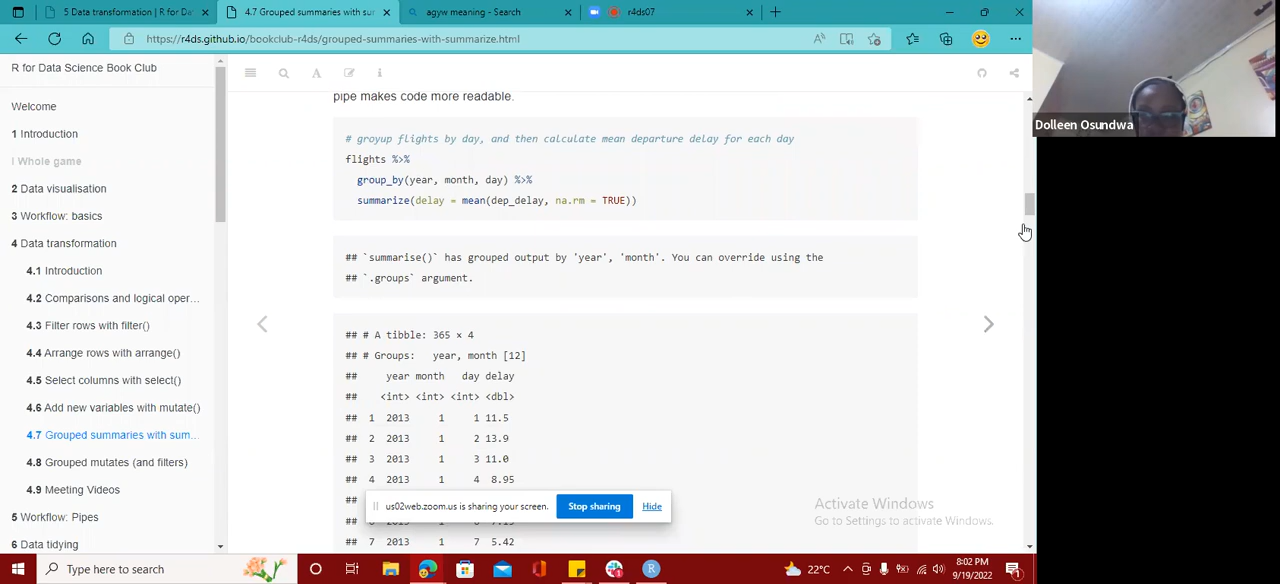 5 Data transformation | R for Dat
4.7 Grouped summaries with sum
agyw meaning - Search
r4ds07
https://r4ds.github.io/bookclub-r4ds/grouped-summaries-with-summarize.html
R for Data Science Book Club
Welcome
1 Introduction
I Whole game
2 Data visualisation
3 Workflow: basics
4 Data transformation
4.1 Introduction
4.2 Comparisons and logical oper...
4.3 Filter rows with filter()
4.4 Arrange rows with arrange()
4.5 Select columns with select()
4.6 Add new variables with mutate()
4.7 Grouped summaries with sum...
4.8 Grouped mutates (and filters)
4.9 Meeting Videos
5 Workflow: Pipes
6 Data tidying
pipe makes code more readable.
# groyup flights by day, and then calculate mean departure delay for each day
flights %>%
group_by(year, month, day) %>%
summarize(delay = mean(dep_delay, na.rm = TRUE))
## `summarise()` has grouped output by 'year', 'month'. You can override using the
## `.groups` argument.
## # A tibble: 365 × 4
## # Groups: year, month [12]
## year month day delay
## <int> <int> <int> <dbl>
## 1 2013 1 1 11.5
## 2 2013 1 2 13.9
## 3 2013 1 3 11.0
## 4 2013 1 4 8.95
##
us02web.zoom.us is sharing your screen.
Stop sharing
Hide
## 7 2013 1 7 5.42
Dolleen Osundwa
Activate Windows
Go to Settings to activate Windows.
Type here to search
22°C
8:02 PM
9/19/2022